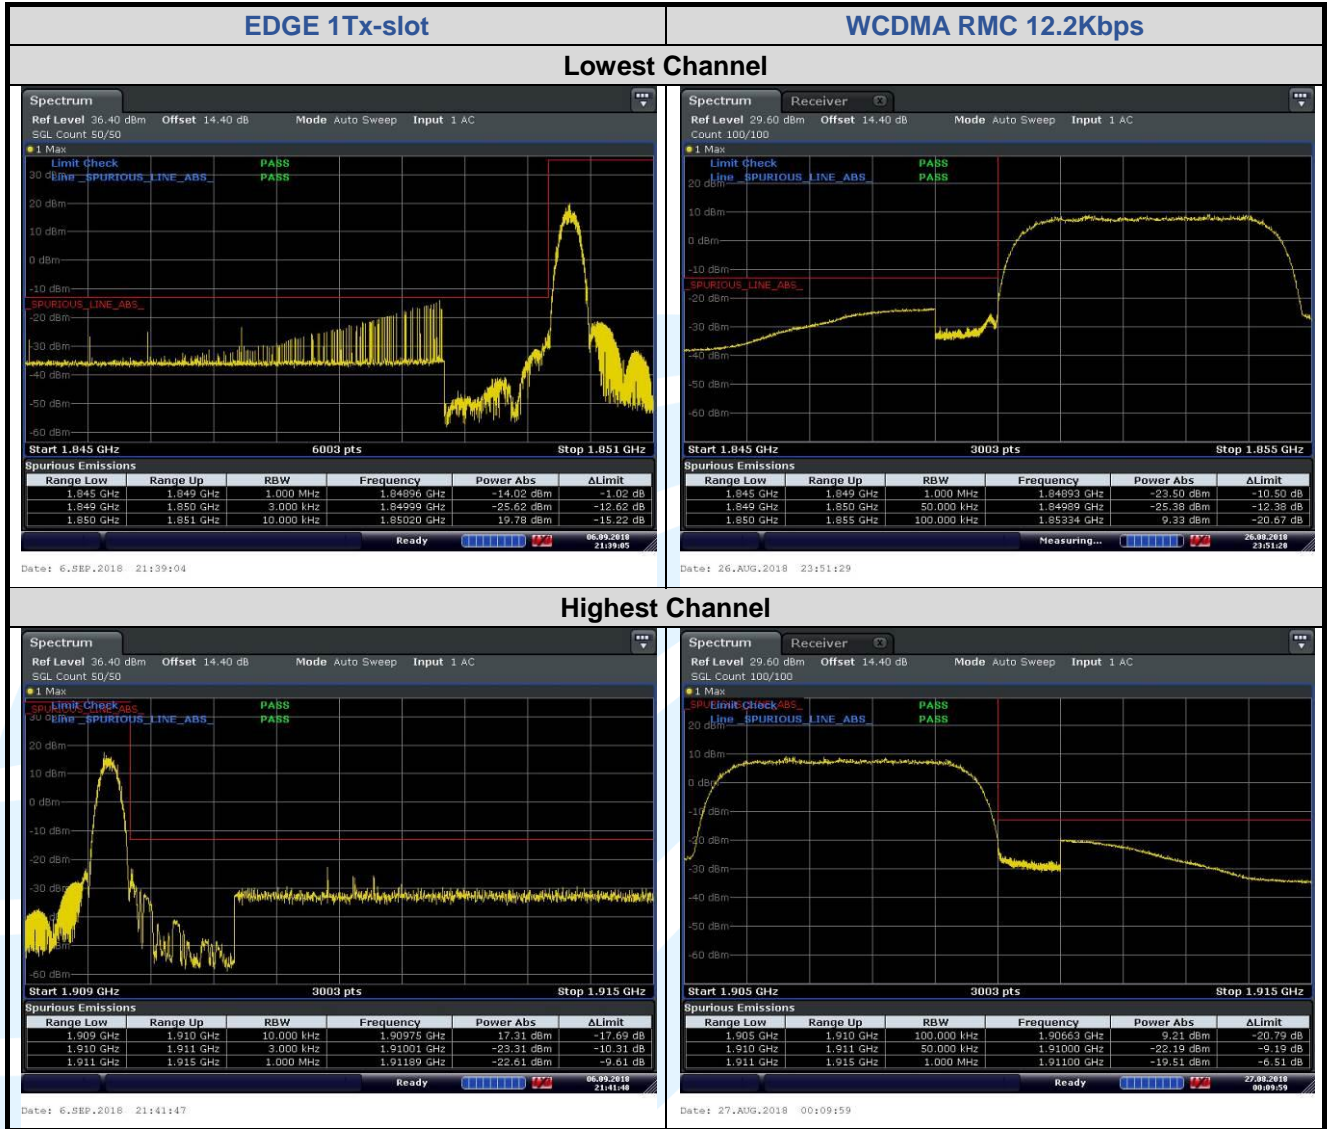 EDGE 1Tx-slot
WCDMA RMC 12.2Kbps
Lowest Channel
Spectrum
Ref Level 36.40 dBm Offset 14.40 dB Mode Auto Sweep Input 1 AC
SGL Count 50/50
1 Max
Limit Check PASS
Line _SPURIOUS_LINE_ABS_ PASS
30 dBm
20 dBm
10 dBm
0 dBm
-10 dBm
_SPURIOUS_LINE_ABS_
-20 dBm
-30 dBm
-40 dBm
-50 dBm
-60 dBm
Start 1.845 GHz 6003 pts Stop 1.851 GHz
Spurious Emissions
Range Low Range Up RBW Frequency Power Abs ΔLimit
1.845 GHz 1.849 GHz 1.000 MHz 1.84896 GHz -14.02 dBm -1.02 dB
1.849 GHz 1.850 GHz 3.000 kHz 1.84999 GHz -25.62 dBm -12.62 dB
1.850 GHz 1.851 GHz 10.000 kHz 1.85020 GHz 19.78 dBm -15.22 dB
Ready 06.09.2018
21:39:05
Date: 6.SEP.2018 21:39:04
Spectrum Receiver
Ref Level 29.60 dBm Offset 14.40 dB Mode Auto Sweep Input 1 AC
Count 100/100
1 Max
Limit Check PASS
Line _SPURIOUS_LINE_ABS_ PASS
20 dBm
10 dBm
0 dBm
-10 dBm
_SPURIOUS_LINE_ABS_
-20 dBm
-30 dBm
-40 dBm
-50 dBm
-60 dBm
Start 1.845 GHz 3003 pts Stop 1.855 GHz
Spurious Emissions
Range Low Range Up RBW Frequency Power Abs ΔLimit
1.845 GHz 1.849 GHz 1.000 MHz 1.84893 GHz -23.50 dBm -10.50 dB
1.849 GHz 1.850 GHz 50.000 kHz 1.84989 GHz -25.38 dBm -12.38 dB
1.850 GHz 1.855 GHz 100.000 kHz 1.85334 GHz 9.33 dBm -20.67 dB
Measuring... 26.08.2018
23:51:28
Date: 26.AUG.2018 23:51:29
Highest Channel
Spectrum
Ref Level 36.40 dBm Offset 14.40 dB Mode Auto Sweep Input 1 AC
SGL Count 50/50
1 Max
Limit Check PASS
_SPURIOUS_LINE_ABS_
Line _SPURIOUS_LINE_ABS_ PASS
30 dBm
20 dBm
10 dBm
0 dBm
-10 dBm
-20 dBm
-30 dBm
-60 dBm
Start 1.909 GHz 3003 pts Stop 1.915 GHz
Spurious Emissions
Range Low Range Up RBW Frequency Power Abs ΔLimit
1.909 GHz 1.910 GHz 10.000 kHz 1.90975 GHz 17.31 dBm -17.69 dB
1.910 GHz 1.911 GHz 3.000 kHz 1.91001 GHz -23.31 dBm -10.31 dB
1.911 GHz 1.915 GHz 1.000 MHz 1.91189 GHz -22.61 dBm -9.61 dB
Ready 06.09.2018
21:41:48
Date: 6.SEP.2018 21:41:47
Spectrum Receiver
Ref Level 29.60 dBm Offset 14.40 dB Mode Auto Sweep Input 1 AC
SGL Count 100/100
1 Max
Limit Check PASS
_SPURIOUS_LINE_ABS_
Line _SPURIOUS_LINE_ABS_ PASS
20 dBm
10 dBm
0 dBm
-10 dBm
-20 dBm
-30 dBm
-40 dBm
-50 dBm
-60 dBm
Start 1.905 GHz 3003 pts Stop 1.915 GHz
Spurious Emissions
Range Low Range Up RBW Frequency Power Abs ΔLimit
1.905 GHz 1.910 GHz 100.000 kHz 1.90663 GHz 9.21 dBm -20.79 dB
1.910 GHz 1.911 GHz 50.000 kHz 1.91000 GHz -22.19 dBm -9.19 dB
1.911 GHz 1.915 GHz 1.000 MHz 1.91100 GHz -19.51 dBm -6.51 dB
Ready 27.08.2018
00:09:59
Date: 27.AUG.2018 00:09:59